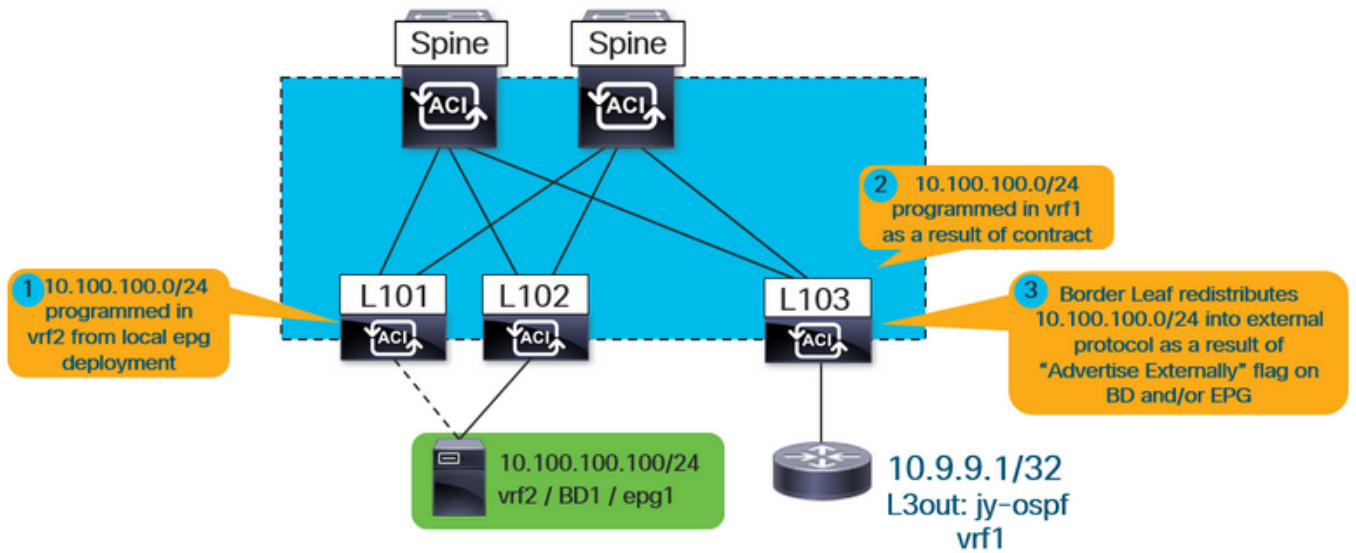 Spine
Spine
ACI
ACI
2 10.100.100.0/24
programmed in vrf1
as a result of contract
1 10.100.100.0/24
programmed in
vrf2 from local epg
deployment
L101
L102
L103
ACI
ACI
ACI
3 Border Leaf redistributes
10.100.100.0/24 into external
protocol as a result of
“Advertise Externally” flag on
BD and/or EPG
10.100.100.100/24
vrf2 / BD1 / epg1
10.9.9.1/32
L3out: jy-ospf
vrf1